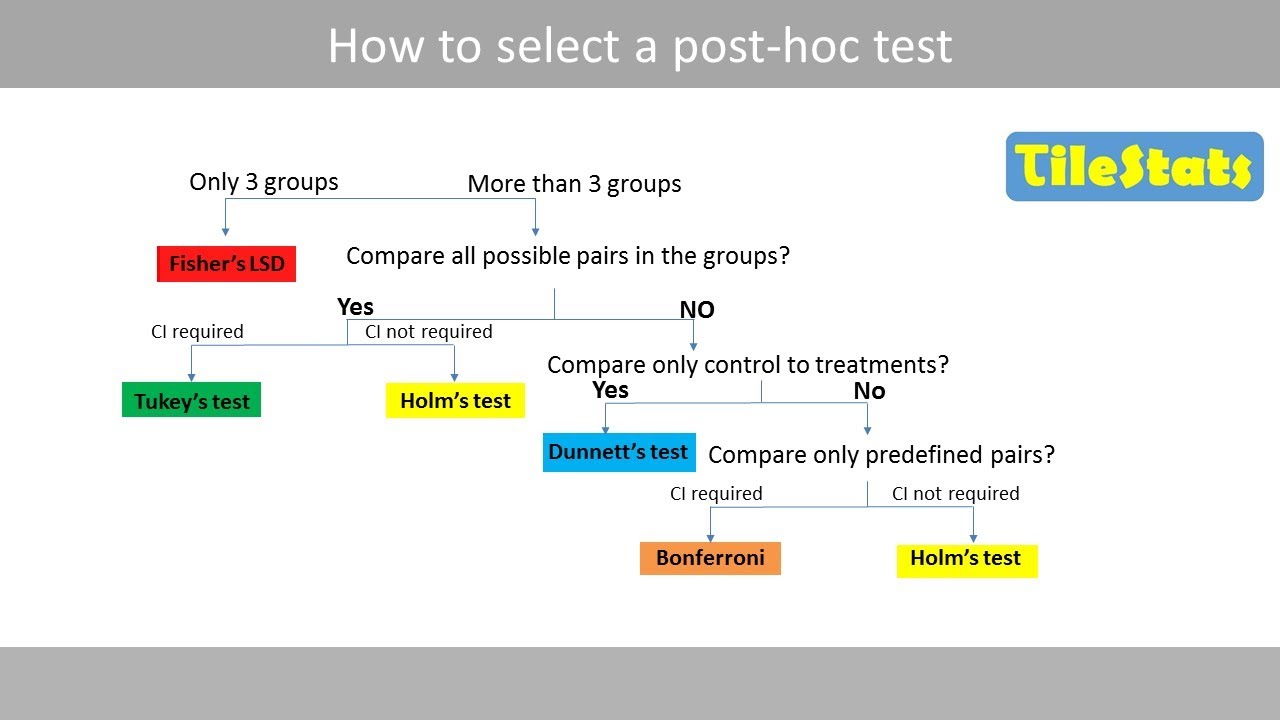 How to select a post-hoc test
TileStats
Only 3 groups
More than 3 groups
Fisher's LSD
Compare all possible pairs in the groups?
Yes
NO
CI required
CI not required
Compare only control to treatments?
Tukey's test
Holm's test
Yes
No
Dunnett's test
Compare only predefined pairs?
CI required
CI not required
Bonferroni
Holm's test